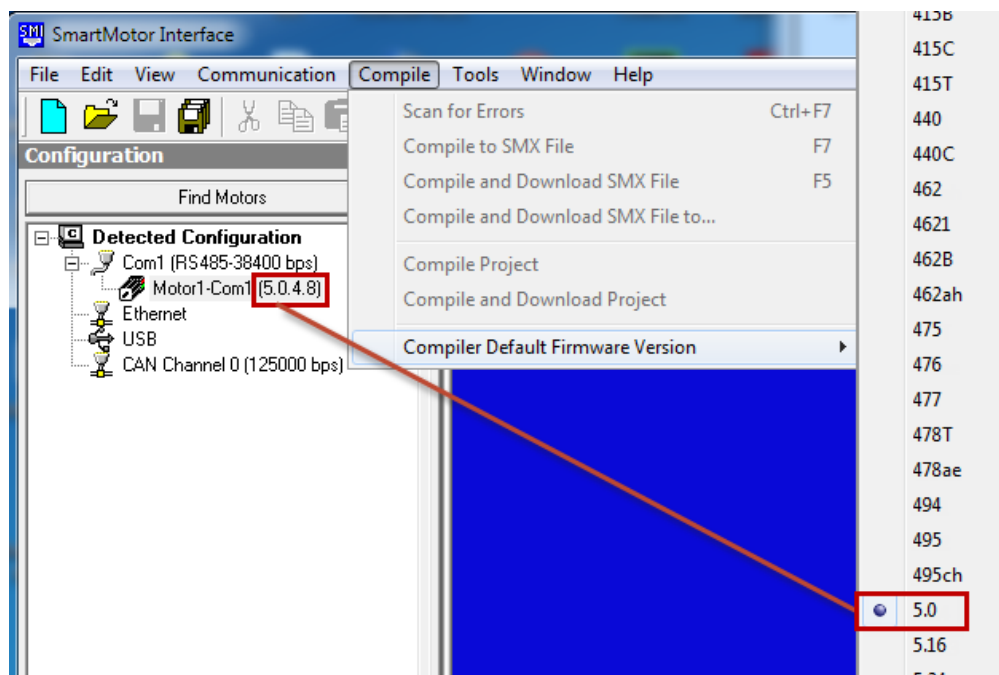 SMI SmartMotor Interface
File Edit View Communication Compile Tools Window Help
Configuration
Find Motors
Detected Configuration
Com1 (RS485-38400 bps)
Motor1-Com1 (5.0.4.8)
Ethernet
USB
CAN Channel 0 (125000 bps)
Scan for Errors Ctrl+F7
Compile to SMX File F7
Compile and Download SMX File F5
Compile and Download SMX File to...
Compile Project
Compile and Download Project
Compiler Default Firmware Version
415B
415C
415T
440
440C
462
4621
462B
462ah
475
476
477
478T
478ae
494
495
495ch
5.0
5.16